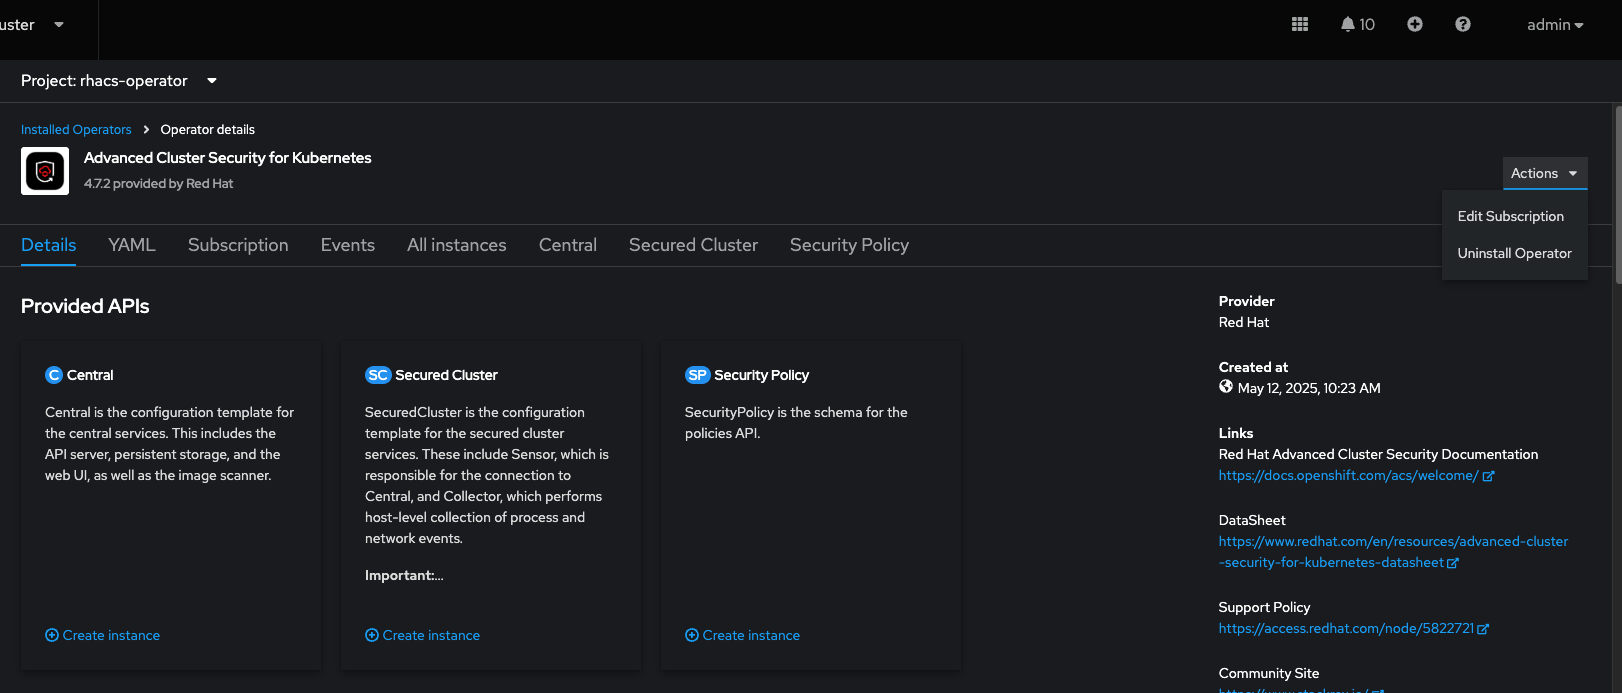 uster
10
admin
Project: rhacs-operator
Installed Operators
Operator details
Advanced Cluster Security for Kubernetes
4.7.2 provided by Red Hat
Actions
Edit Subscription
Uninstall Operator
Details YAML Subscription Events All instances Central Secured Cluster Security Policy
Provided APIs
C Central
Central is the configuration template for
the central services. This includes the
API server, persistent storage, and the
web UI, as well as the image scanner.
Create instance
SC Secured Cluster
SecuredCluster is the configuration
template for the secured cluster
services. These include Sensor, which is
responsible for the connection to
Central, and Collector, which performs
host-level collection of process and
network events.
Important:...
Create instance
SP Security Policy
SecurityPolicy is the schema for the
policies API.
Create instance
Provider
Red Hat
Created at
May 12, 2025, 10:23 AM
Links
Red Hat Advanced Cluster Security Documentation
https://docs.openshift.com/acs/welcome/
DataSheet
https://www.redhat.com/en/resources/advanced-cluster
-security-for-kubernetes-datasheet
Support Policy
https://access.redhat.com/node/5822721
Community Site